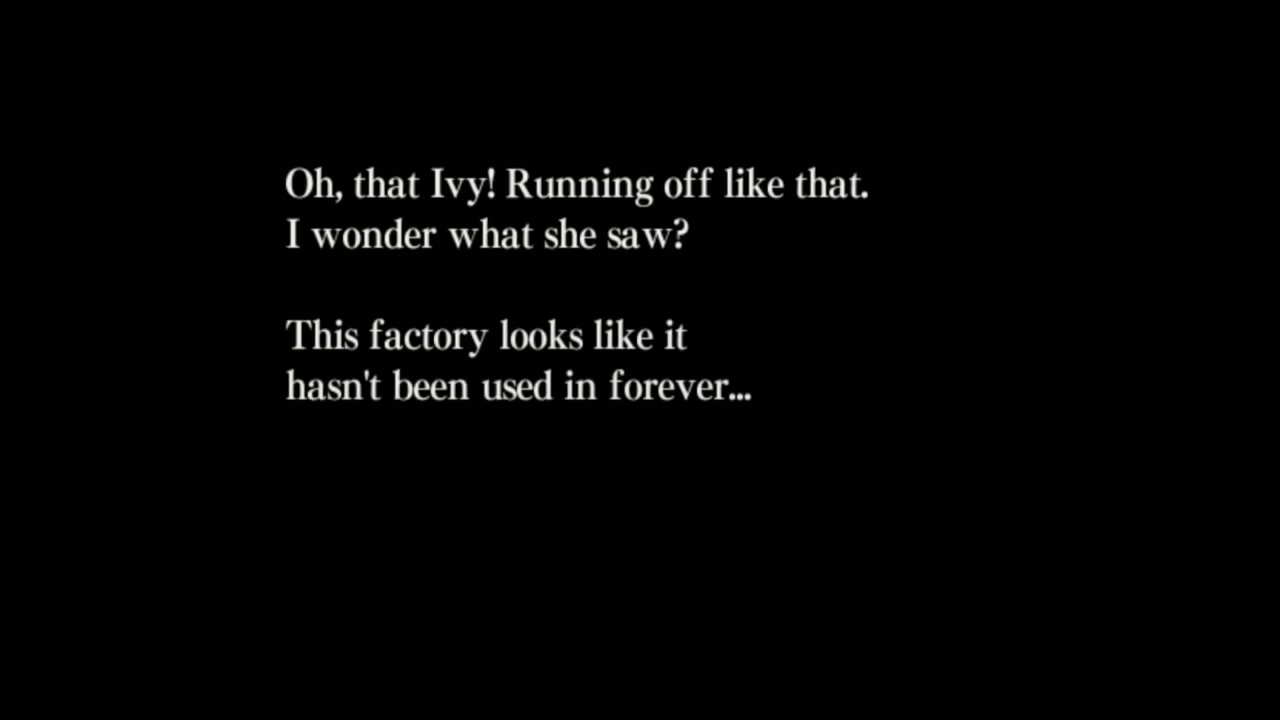 Oh, that Ivy! Running off like that.
I wonder what she saw?
This factory looks like it
hasn't been used in forever...